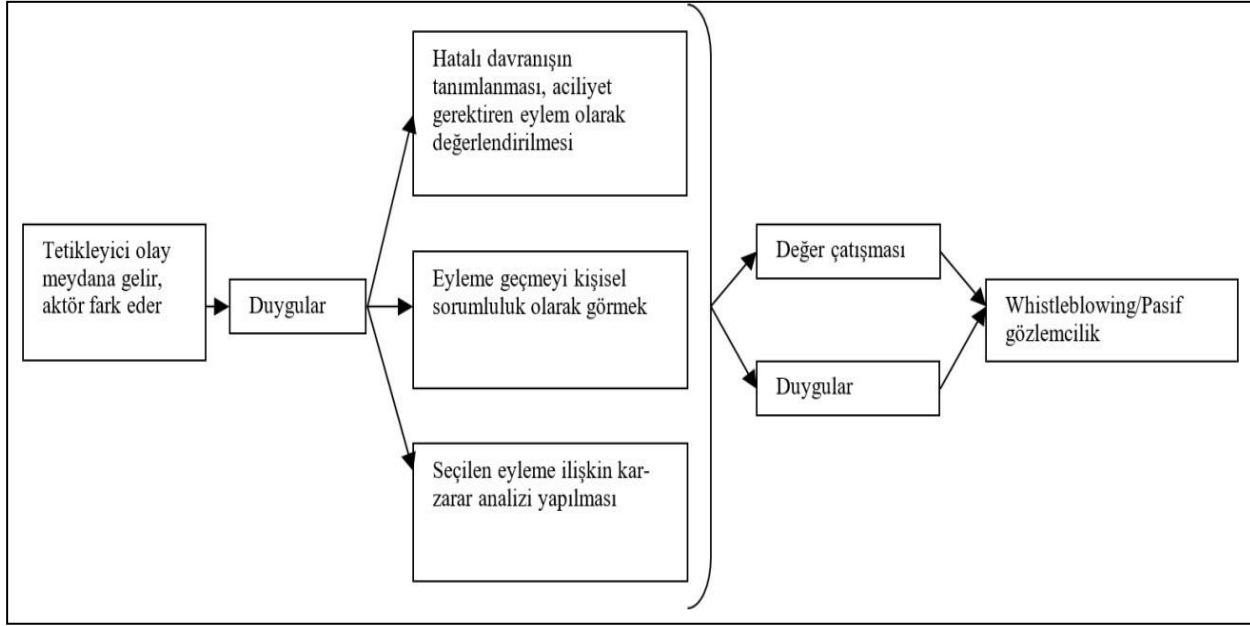 Tetikleyici olay
meydana gelir,
aktör fark eder
Duygular
Hatalı davranışın
tanımlanması, aciliyet
gerektiren eylem olarak
değerlendirilmesi
Eyleme geçmeyi kişisel
sorumluluk olarak görmek
Seçilen eyleme ilişkin kar-
zarar analizi yapılması
Değer çatışması
Duygular
Whistleblowing/Pasif
gözlemcilik